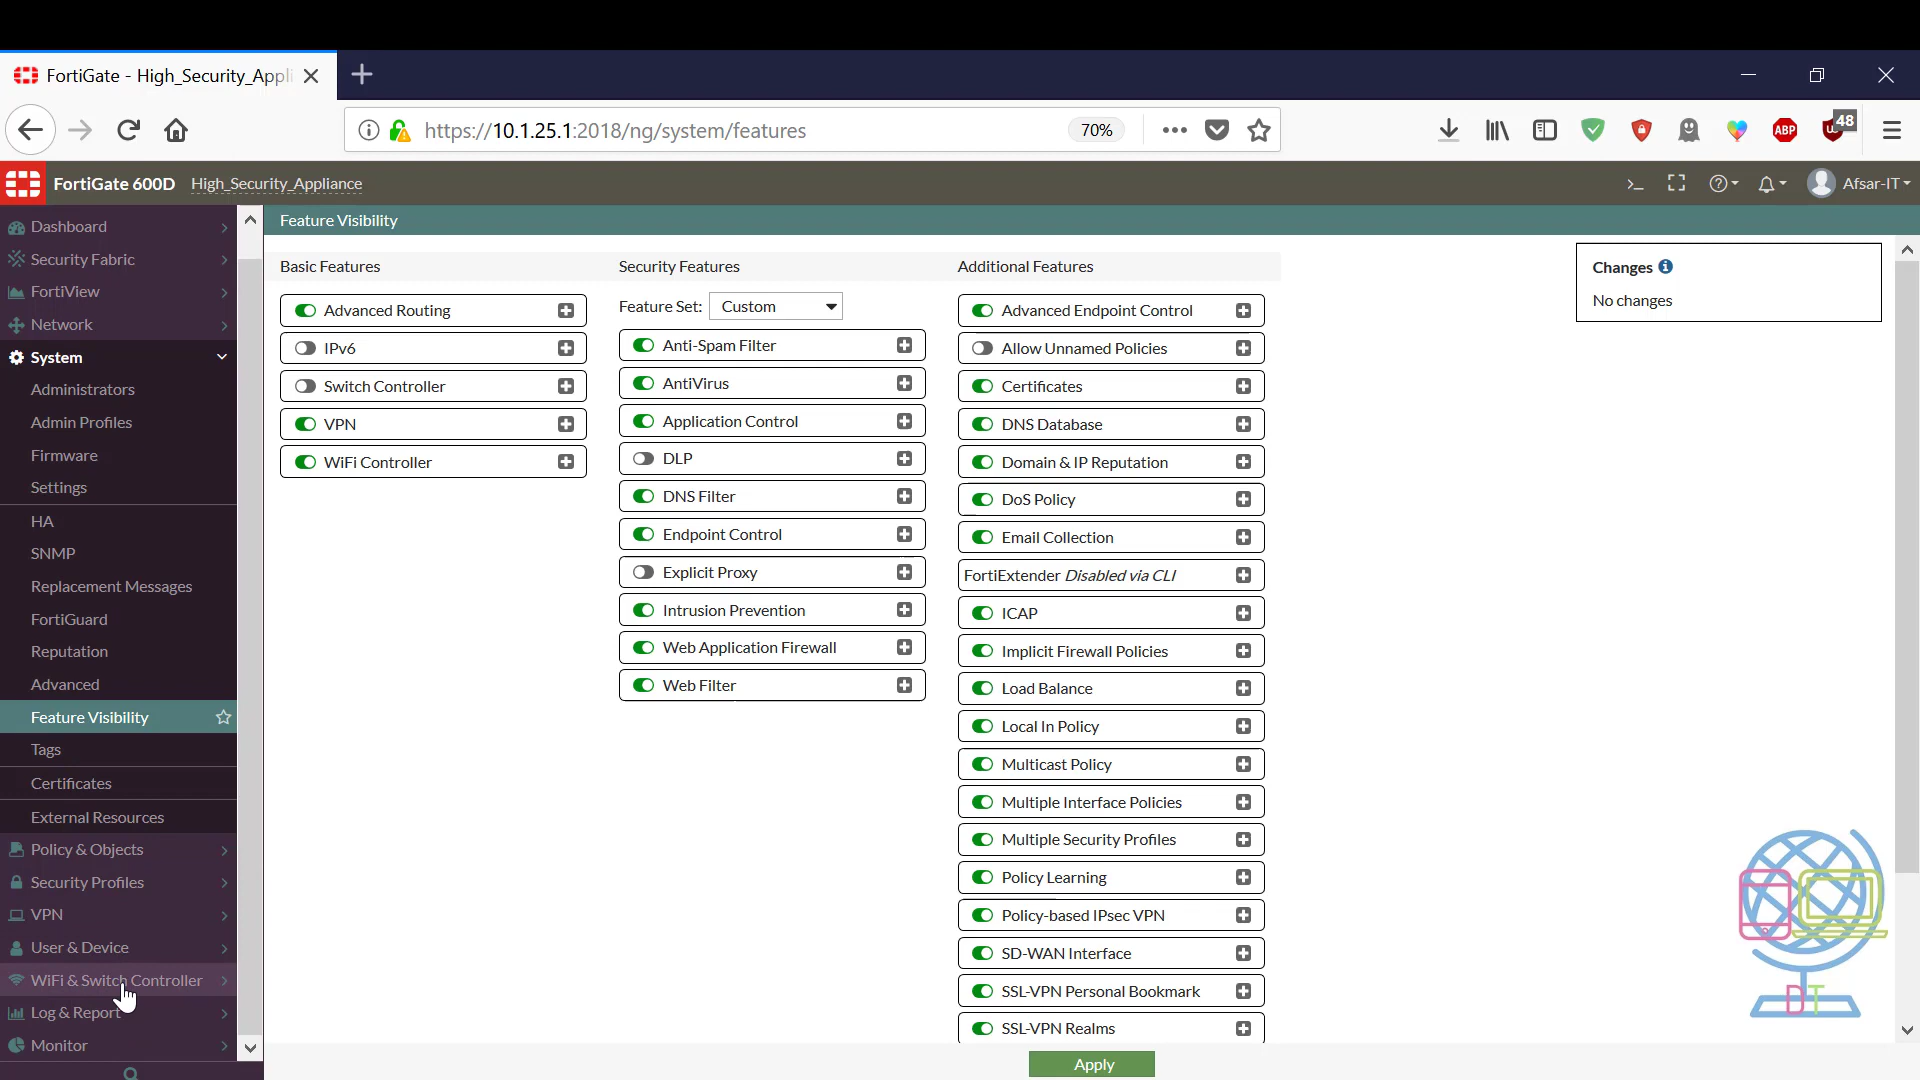 FortiGate - High_Security_Appli
https://10.1.25.1:2018/ng/system/features
70%
ABP
48
FortiGate 600D High_Security_Appliance
Afsar-IT
Dashboard
Security Fabric
FortiView
Network
System
Administrators
Admin Profiles
Firmware
Settings
HA
SNMP
Replacement Messages
FortiGuard
Reputation
Advanced
Feature Visibility
Tags
Certificates
External Resources
Policy & Objects
Security Profiles
VPN
User & Device
WiFi & Switch Controller
Log & Report
Monitor
Feature Visibility
Basic Features
Advanced Routing
IPv6
Switch Controller
VPN
WiFi Controller
Security Features
Feature Set: Custom
Anti-Spam Filter
AntiVirus
Application Control
DLP
DNS Filter
Endpoint Control
Explicit Proxy
Intrusion Prevention
Web Application Firewall
Web Filter
Additional Features
Advanced Endpoint Control
Allow Unnamed Policies
Certificates
DNS Database
Domain & IP Reputation
DoS Policy
Email Collection
FortiExtender Disabled via CLI
ICAP
Implicit Firewall Policies
Load Balance
Local In Policy
Multicast Policy
Multiple Interface Policies
Multiple Security Profiles
Policy Learning
Policy-based IPsec VPN
SD-WAN Interface
SSL-VPN Personal Bookmark
SSL-VPN Realms
Changes
No changes
DT
Apply